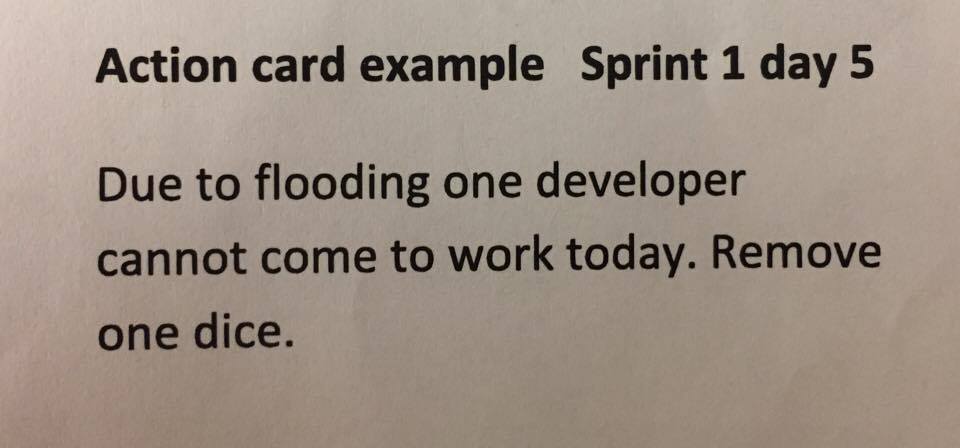 Action card example Sprint 1 day 5
Due to flooding one developer
cannot come to work today. Remove
one dice.